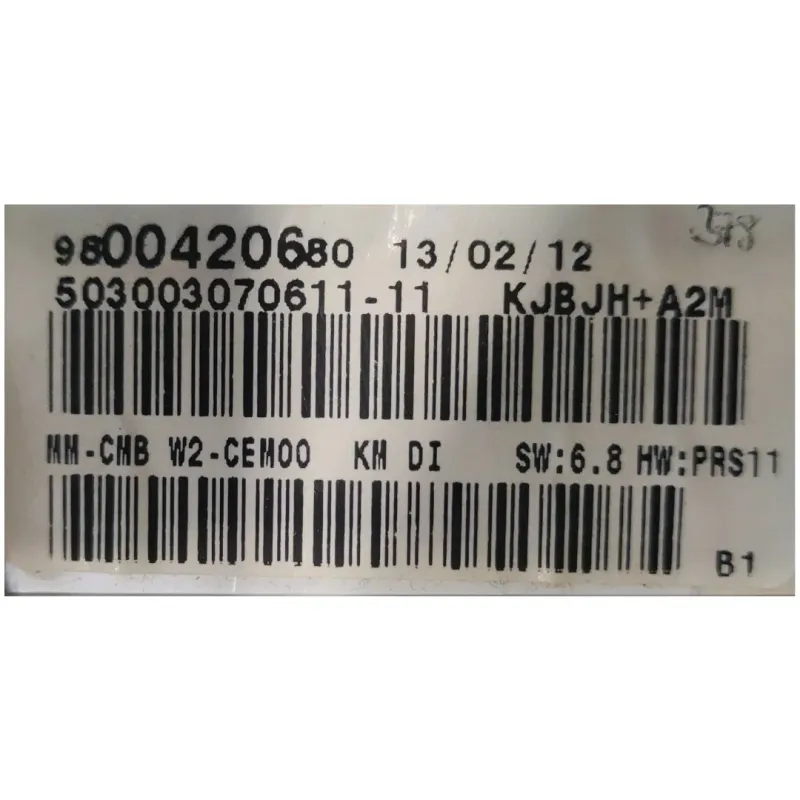 378
9800420680 13/02/12
503003070611-11 KJBJH+A2M
MM-CMB W2-CEM00 KM DI SW:6.8 HW:PRS11
B1